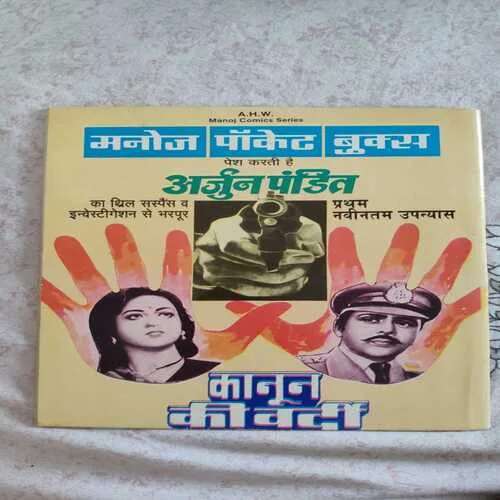 A.H.W.
Manoj Comics Series
मनोज पॉकेट बुक्स
पेश करती है
अर्जुन पंडित
का थ्रिल सस्पैंस व
इन्वेस्टीगेशन से भरपूर
प्रथम
नवीनतम उपन्यास
कानून
की वर्दी